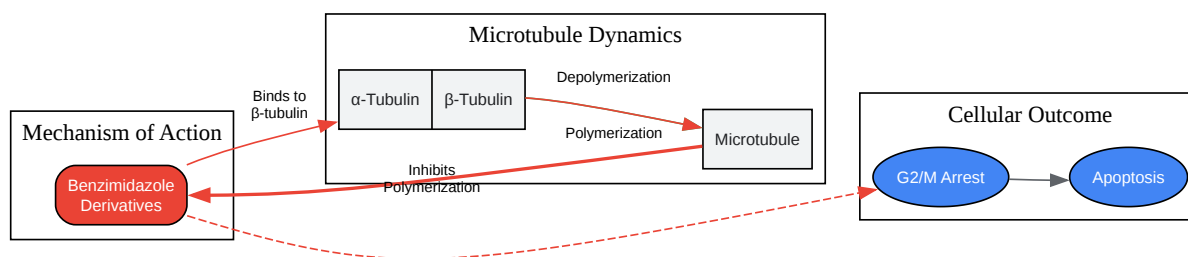 Mechanism of Action
Benzimidazole
Derivatives
Binds to
β-tubulin
Microtubule Dynamics
α-Tubulin
β-Tubulin
Depolymerization
Polymerization
Microtubule
Inhibits
Polymerization
Cellular Outcome
G2/M Arrest
Apoptosis